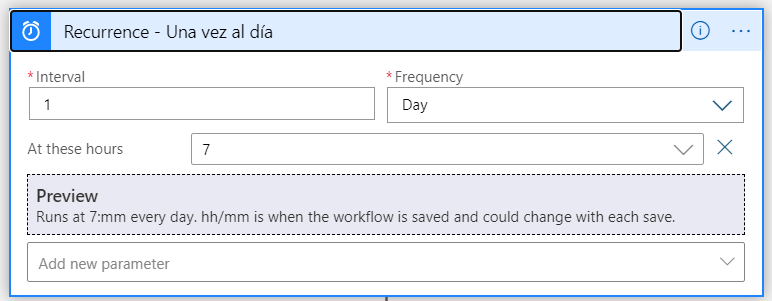 Recurrence - Una vez al día
* Interval
* Frequency
1
Day
At these hours
7
Preview
Runs at 7:mm every day. hh/mm is when the workflow is saved and could change with each save.
Add new parameter